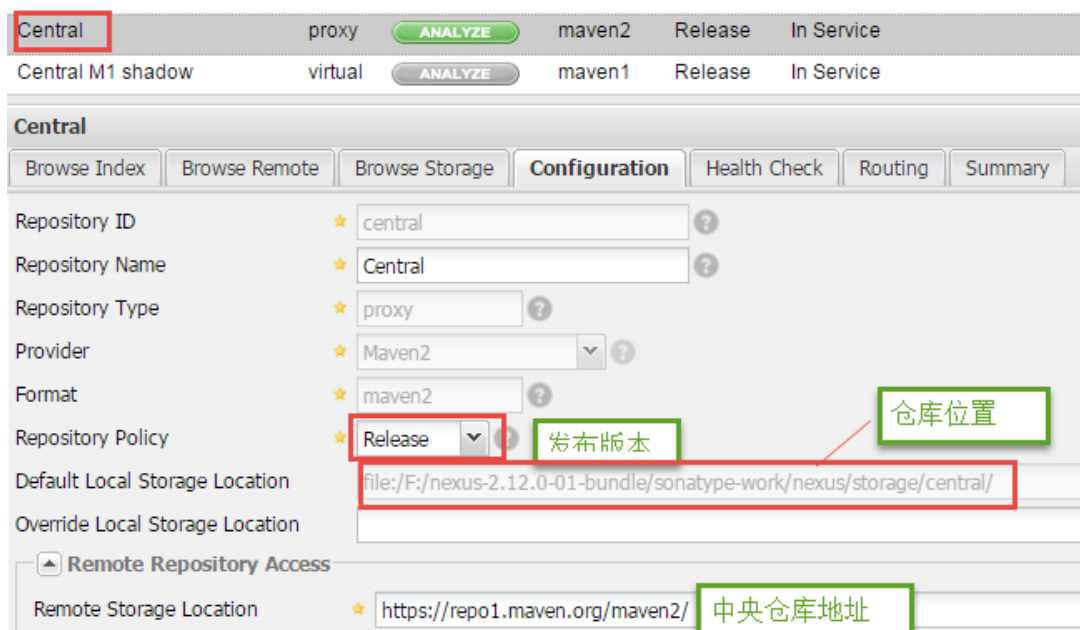 Central proxy ANALYZE maven2 Release In Service
Central M1 shadow virtual ANALYZE maven1 Release In Service
Central
Browse Index Browse Remote Browse Storage Configuration Health Check Routing Summary
Repository ID central ?
Repository Name Central ?
Repository Type proxy ?
Provider Maven2 ?
Format maven2 ?
仓库位置
Repository Policy Release ? 发布版本
Default Local Storage Location file:/F:/nexus-2.12.0-01-bundle/sonatype-work/nexus/storage/central/
Override Local Storage Location
Remote Repository Access
Remote Storage Location https://repo1.maven.org/maven2/ 中央仓库地址